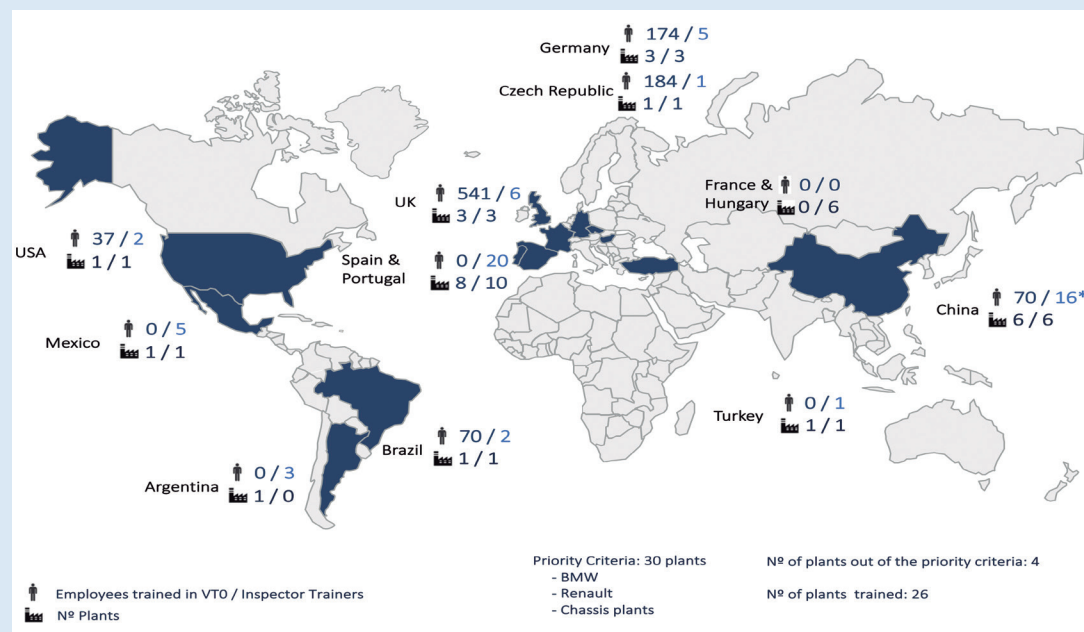 Germany
174 / 5
3 / 3
Czech Republic
184 / 1
1 / 1
UK
541 / 6
3 / 3
France &
Hungary
0 / 0
0 / 6
USA
37 / 2
1 / 1
Spain &
Portugal
0 / 20
8 / 10
China
70 / 16*
6 / 6
Mexico
0 / 5
1 / 1
Turkey
0 / 1
1 / 1
Brazil
70 / 2
1 / 1
Argentina
0 / 3
1 / 0
Employees trained in VT0 / Inspector Trainers
Nº Plants
Priority Criteria: 30 plants
- BMW
- Renault
- Chassis plants
Nº of plants out of the priority criteria: 4
Nº of plants trained: 26